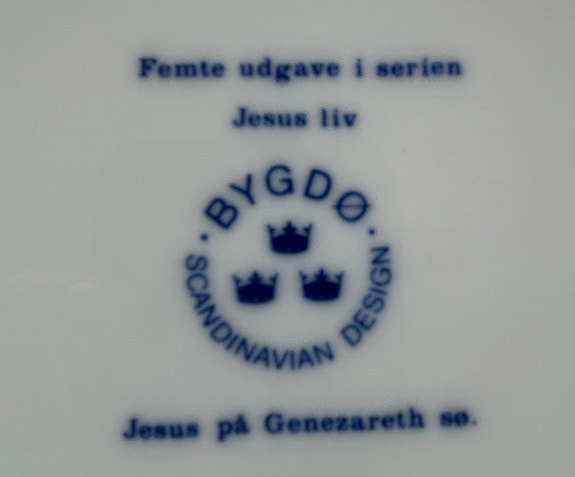 Femte udgave i serien
Jesus liv
· BYGDØ ·
SCANDINAVIAN DESIGN
Jesus på Genezareth sø.